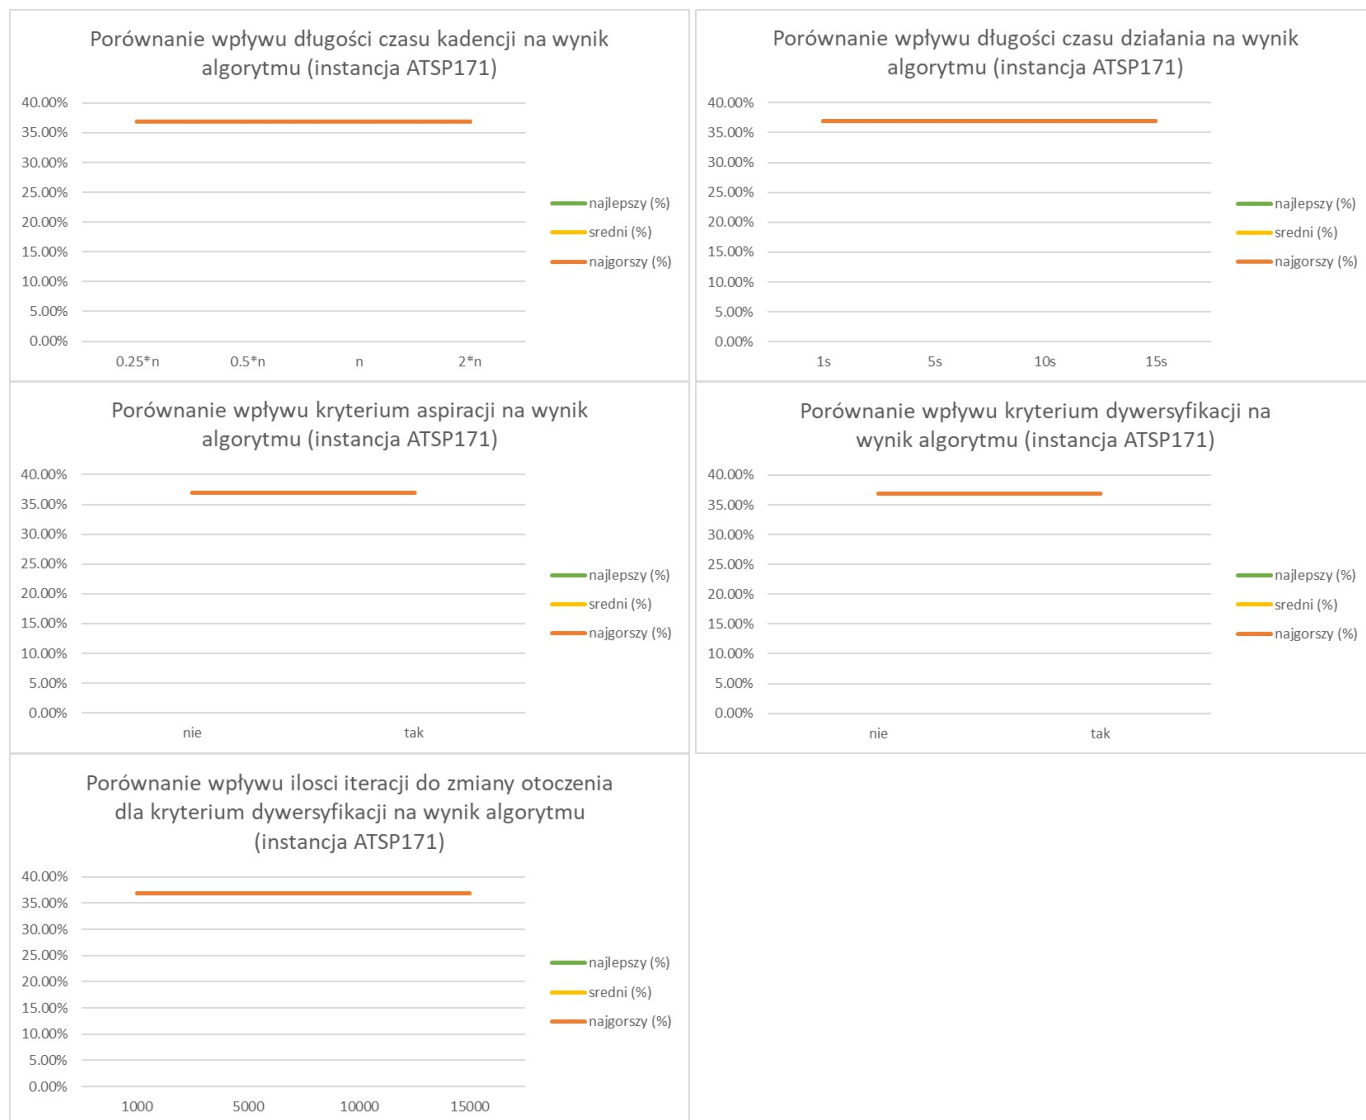 Porównanie wpływu długości czasu kadencji na wynik
algorytmu (instancja ATSP171)
40.00%
35.00%
30.00%
25.00%
20.00%
15.00%
10.00%
5.00%
0.00%
0.25*n 0.5*n n 2*n
najlepszy (%)
sredni (%)
najgorszy (%)
Porównanie wpływu długości czasu działania na wynik
algorytmu (instancja ATSP171)
40.00%
35.00%
30.00%
25.00%
20.00%
15.00%
10.00%
5.00%
0.00%
1s 5s 10s 15s
najlepszy (%)
sredni (%)
najgorszy (%)
Porównanie wpływu kryterium aspiracji na wynik
algorytmu (instancja ATSP171)
40.00%
35.00%
30.00%
25.00%
20.00%
15.00%
10.00%
5.00%
0.00%
nie tak
najlepszy (%)
sredni (%)
najgorszy (%)
Porównanie wpływu kryterium dywersyfikacji na
wynik algorytmu (instancja ATSP171)
40.00%
35.00%
30.00%
25.00%
20.00%
15.00%
10.00%
5.00%
0.00%
nie tak
najlepszy (%)
sredni (%)
najgorszy (%)
Porównanie wpływu ilosci iteracji do zmiany otoczenia
dla kryterium dywersyfikacji na wynik algorytmu
(instancja ATSP171)
40.00%
35.00%
30.00%
25.00%
20.00%
15.00%
10.00%
5.00%
0.00%
1000 5000 10000 15000
najlepszy (%)
sredni (%)
najgorszy (%)